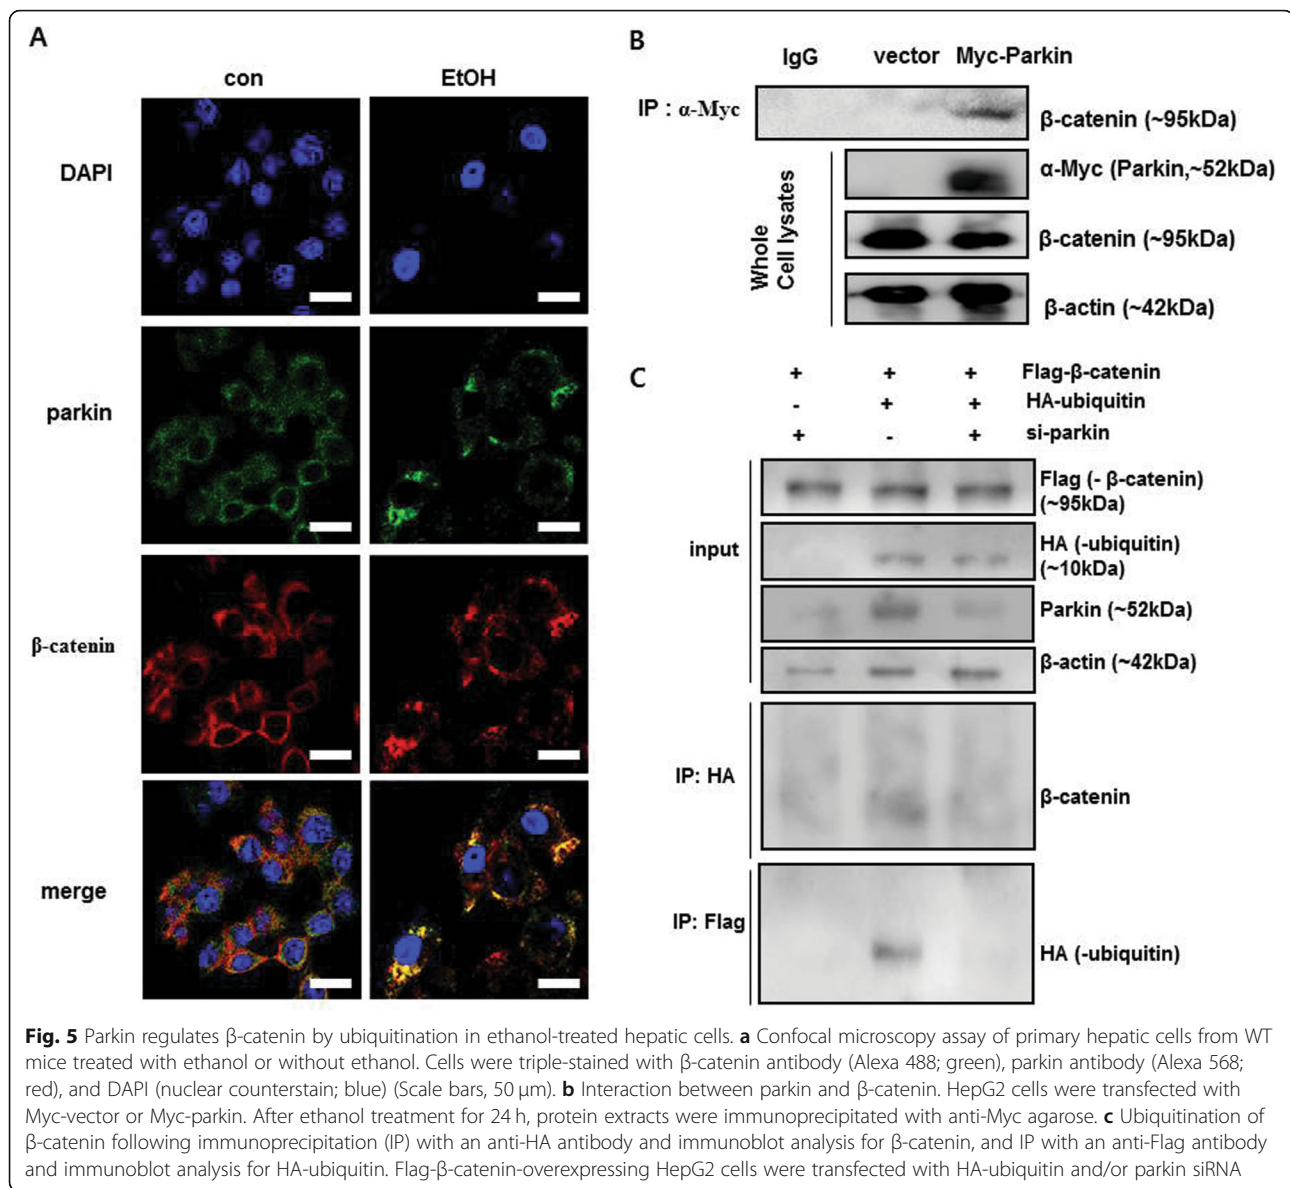 A
con
EtOH
DAPI
parkin
β-catenin
merge
B
IgG
vector
Myc-Parkin
IP : α-Myc
β-catenin (~95kDa)
Whole
Cell lysates
α-Myc (Parkin,~52kDa)
β-catenin (~95kDa)
β-actin (~42kDa)
C
+ + + Flag-β-catenin
- + + HA-ubiquitin
+ - + si-parkin
input
Flag (- β-catenin)
(~95kDa)
HA (-ubiquitin)
(~10kDa)
Parkin (~52kDa)
β-actin (~42kDa)
IP: HA
β-catenin
IP: Flag
HA (-ubiquitin)
Fig. 5 Parkin regulates β-catenin by ubiquitination in ethanol-treated hepatic cells. a Confocal microscopy assay of primary hepatic cells from WT
mice treated with ethanol or without ethanol. Cells were triple-stained with β-catenin antibody (Alexa 488; green), parkin antibody (Alexa 568;
red), and DAPI (nuclear counterstain; blue) (Scale bars, 50 μm). b Interaction between parkin and β-catenin. HepG2 cells were transfected with
Myc-vector or Myc-parkin. After ethanol treatment for 24 h, protein extracts were immunoprecipitated with anti-Myc agarose. c Ubiquitination of
β-catenin following immunoprecipitation (IP) with an anti-HA antibody and immunoblot analysis for β-catenin, and IP with an anti-Flag antibody
and immunoblot analysis for HA-ubiquitin. Flag-β-catenin-overexpressing HepG2 cells were transfected with HA-ubiquitin and/or parkin siRNA